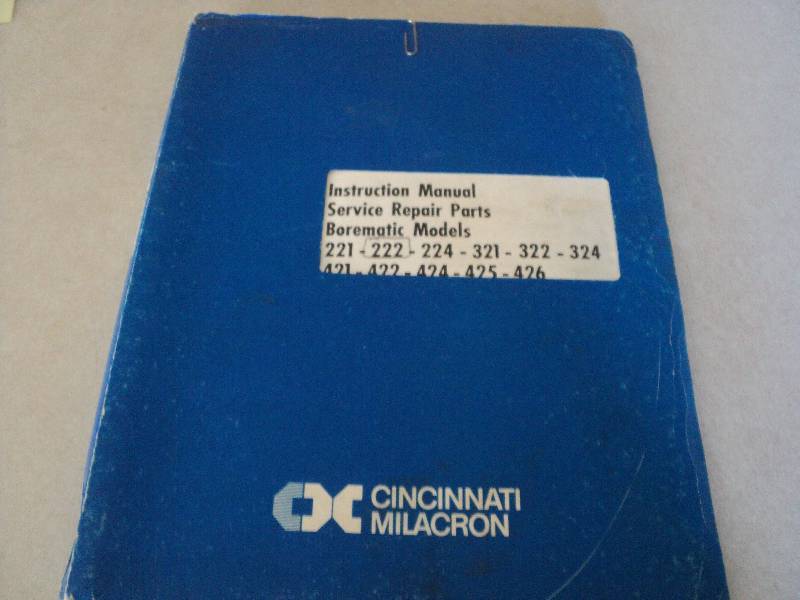 Instruction Manual
Service Repair Parts
Borematic Models
221 - 222 - 224 - 321 - 322 - 324
421 - 422 - 424 - 425 - 426
CINCINNATI
MILACRON